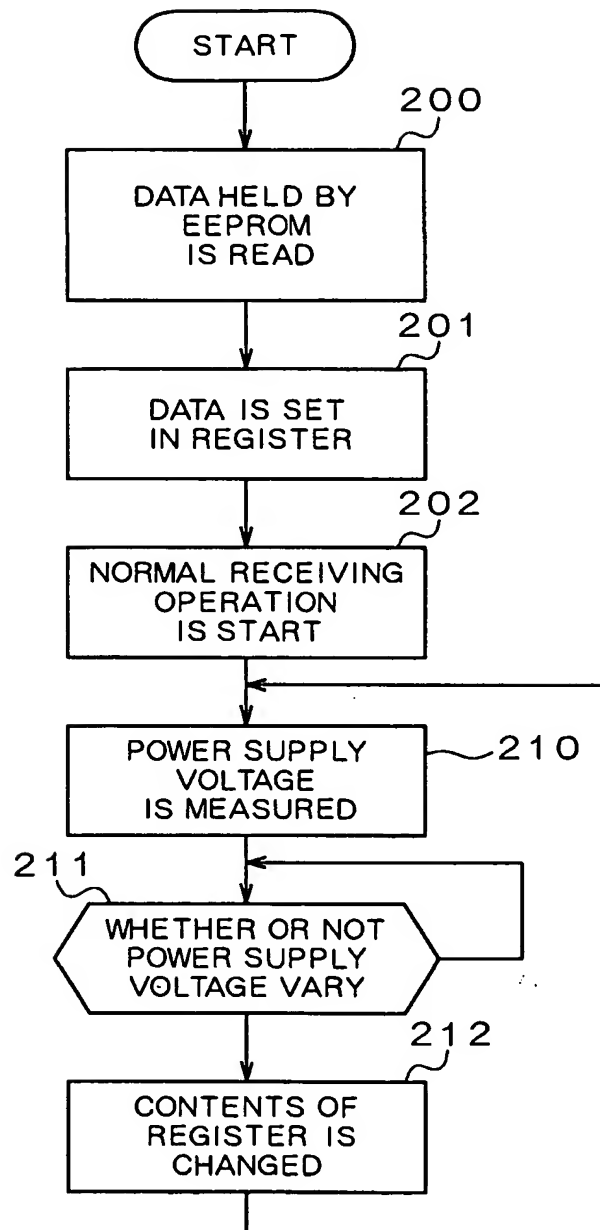 START
200
DATA HELD BY
EEPROM
IS READ
201
DATA IS SET
IN REGISTER
202
NORMAL RECEIVING
OPERATION
IS START
POWER SUPPLY
VOLTAGE
IS MEASURED
210
211
WHETHER OR NOT
POWER SUPPLY
VOLTAGE VARY
212
CONTENTS OF
REGISTER IS
CHANGED